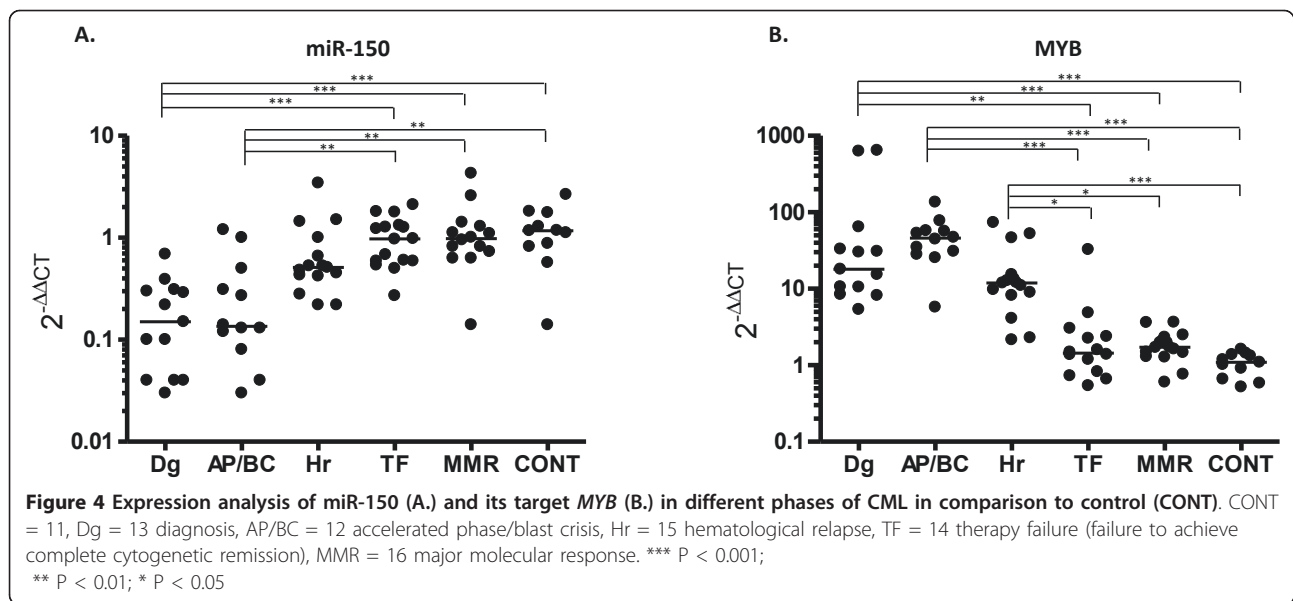 A.
miR-150
***
***
***
**
**
**
10
1
0.1
0.01
2^-ΔΔCT
Dg AP/BC Hr TF MMR CONT
B.
MYB
***
***
**
***
***
***
***
*
*
1000
100
10
1
0.1
2^-ΔΔCT
Dg AP/BC Hr TF MMR CONT
Figure 4 Expression analysis of miR-150 (A.) and its target MYB (B.) in different phases of CML in comparison to control (CONT). CONT
= 11, Dg = 13 diagnosis, AP/BC = 12 accelerated phase/blast crisis, Hr = 15 hematological relapse, TF = 14 therapy failure (failure to achieve
complete cytogenetic remission), MMR = 16 major molecular response. *** P < 0.001;
** P < 0.01; * P < 0.05